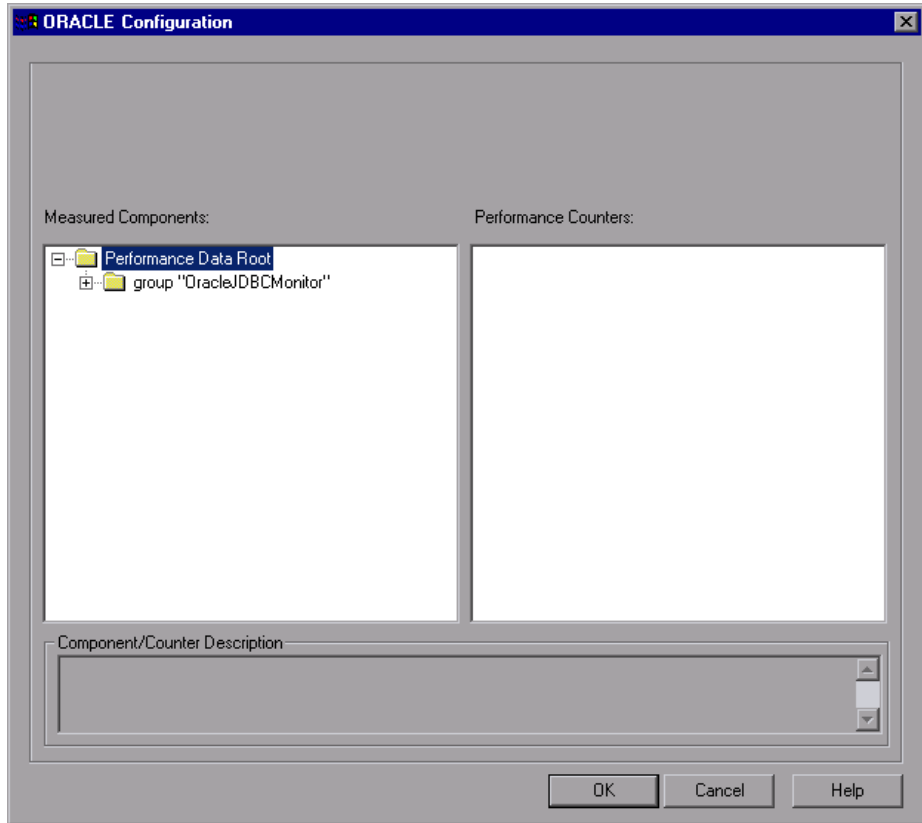 ORACLE Configuration
Measured Components:
Performance Counters:
Performance Data Root
group "OracleJDBCMonitor"
Component/Counter Description
OK
Cancel
Help